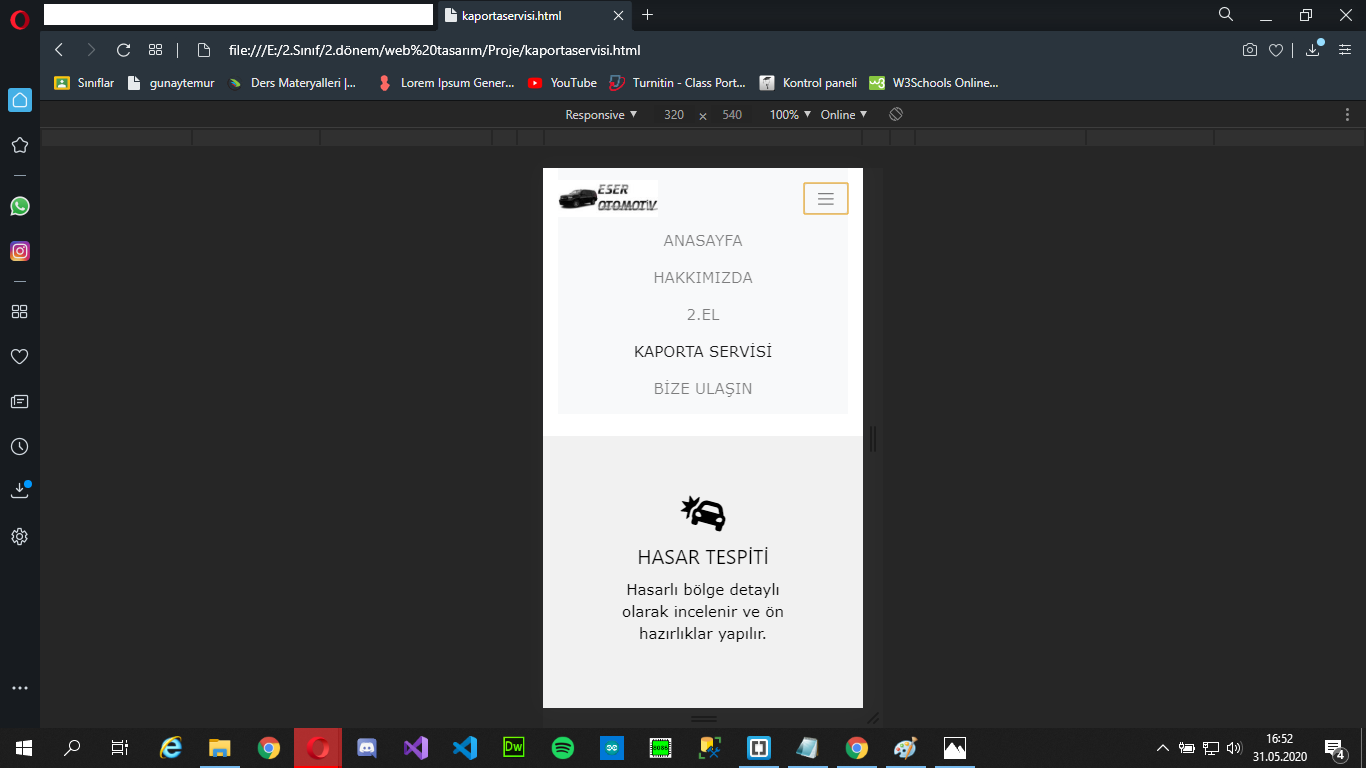 kaportaservisi.html
file:///E:/2.Sınıf/2.dönem/web%20tasarım/Proje/kaportaservisi.html
Sınıflar gunaytemur Ders Materyalleri |... Lorem Ipsum Gener... YouTube Turnitin - Class Port... Kontrol paneli W3Schools Online...
Responsive 320 × 540 100% Online
ESER
OTOMOTİV
ANASAYFA
HAKKIMIZDA
2.EL
KAPORTA SERVİSİ
BİZE ULAŞIN
HASAR TESPİTİ
Hasarlı bölge detaylı
olarak incelenir ve ön
hazırlıklar yapılır.
Dw
16:52
31.05.2020
4